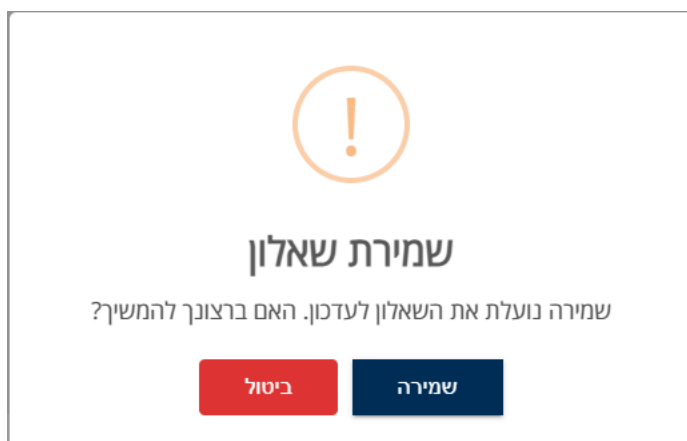 !
שמירת שאלון
שמירה נועלת את השאלון לעדכון. האם ברצונך להמשיך?
שמירה
ביטול